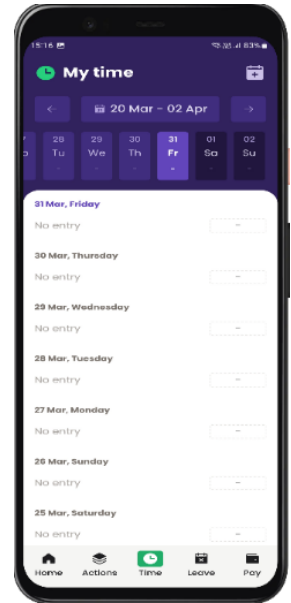 15:16
83%
My time
20 Mar - 02 Apr
28 29 30 31 01 02
Tu We Th Fr Sa Su
31 Mar, Friday
No entry -
30 Mar, Thursday
No entry -
29 Mar, Wednesday
No entry -
28 Mar, Tuesday
No entry -
27 Mar, Monday
No entry -
26 Mar, Sunday
No entry -
25 Mar, Saturday
No entry -
Home Actions Time Leave Pay